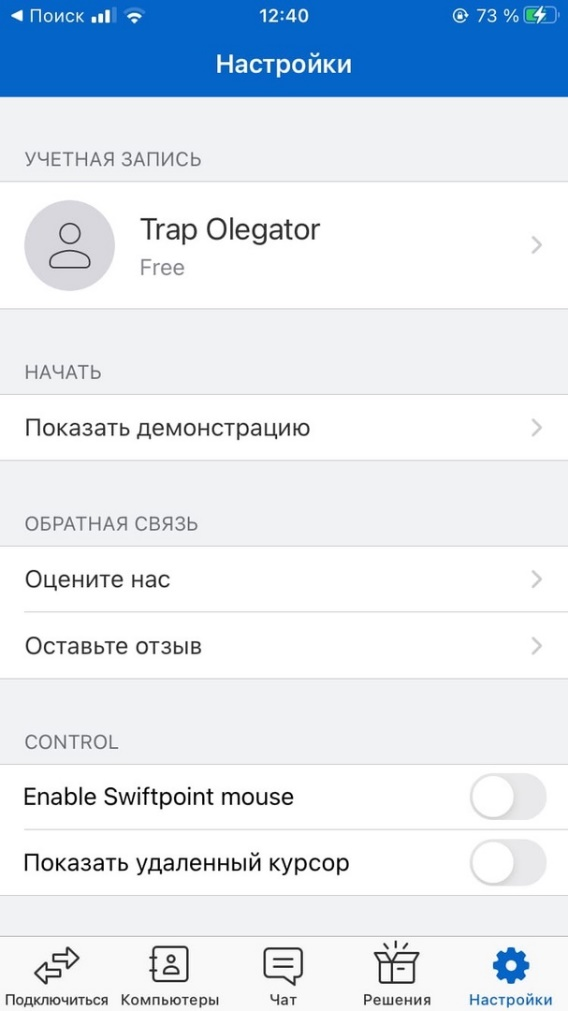 Поиск
12:40
73 %
Настройки
УЧЕТНАЯ ЗАПИСЬ
Trap Olegator
Free
НАЧАТЬ
Показать демонстрацию
ОБРАТНАЯ СВЯЗЬ
Оцените нас
Оставьте отзыв
CONTROL
Enable Swiftpoint mouse
Показать удаленный курсор
Подключиться
Компьютеры
Чат
Решения
Настройки